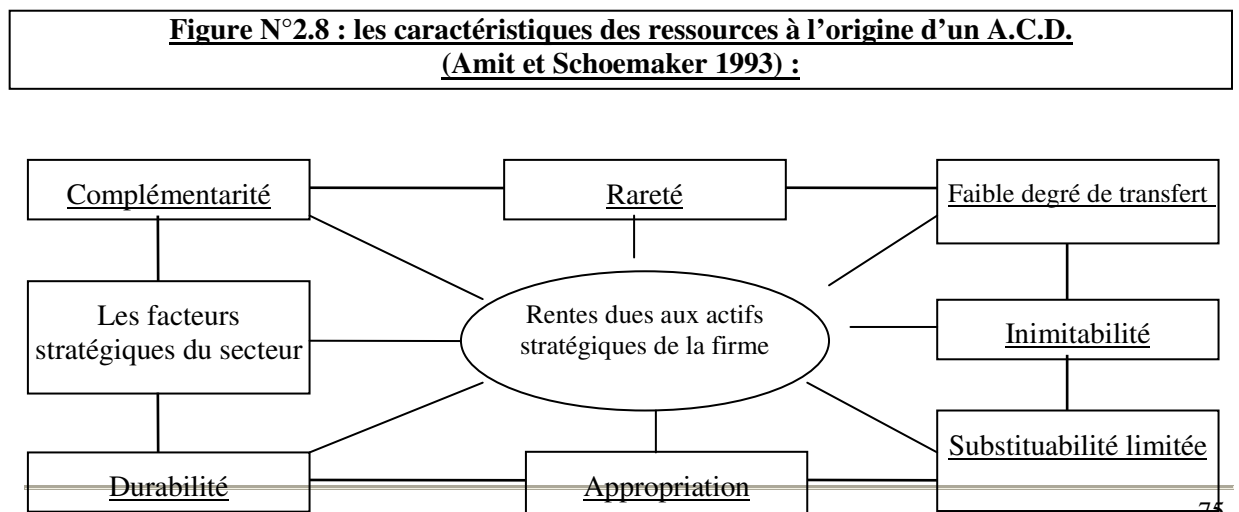 Figure N°2.8 : les caractéristiques des ressources à l'origine d'un A.C.D.
(Amit et Schoemaker 1993) :
Complémentarité
Rareté
Faible degré de transfert
Les facteurs
stratégiques du secteur
Rentes dues aux actifs
stratégiques de la firme
Inimitabilité
Durabilité
Appropriation
Substituabilité limitée
75